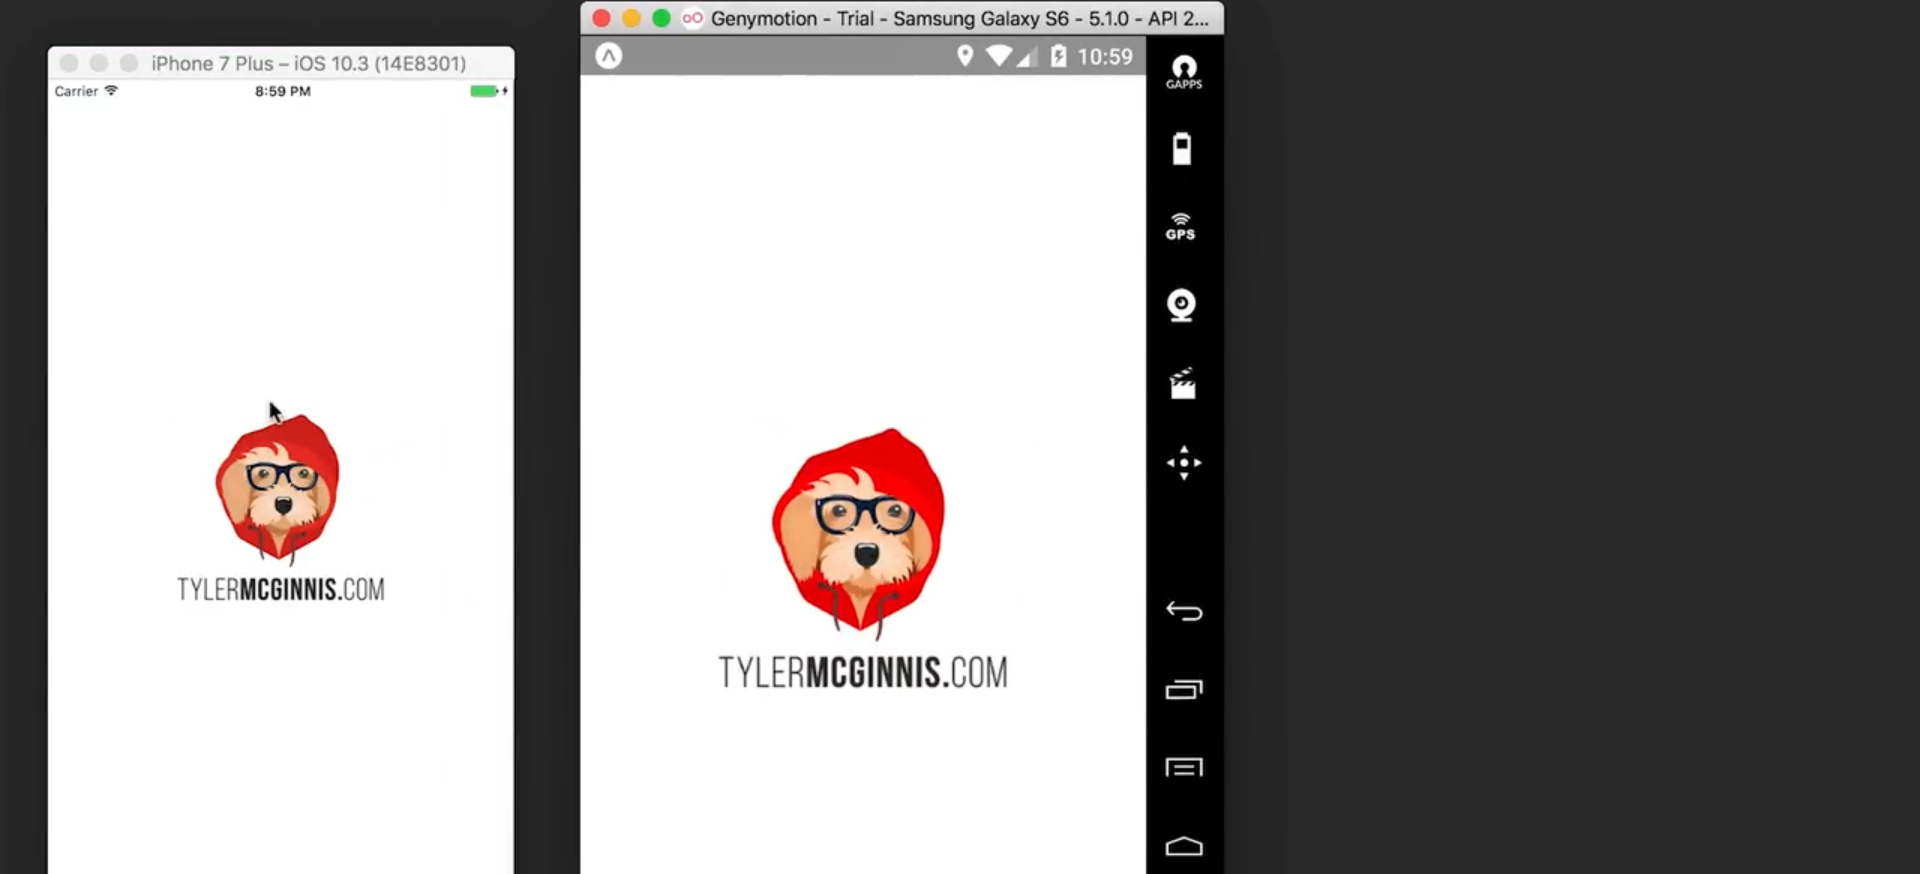 iPhone 7 Plus – iOS 10.3 (14E8301)
Carrier
8:59 PM
TYLERMCGINNIS.COM
Genymotion - Trial - Samsung Galaxy S6 - 5.1.0 - API 2...
10:59
TYLERMCGINNIS.COM
GAPPS
GPS